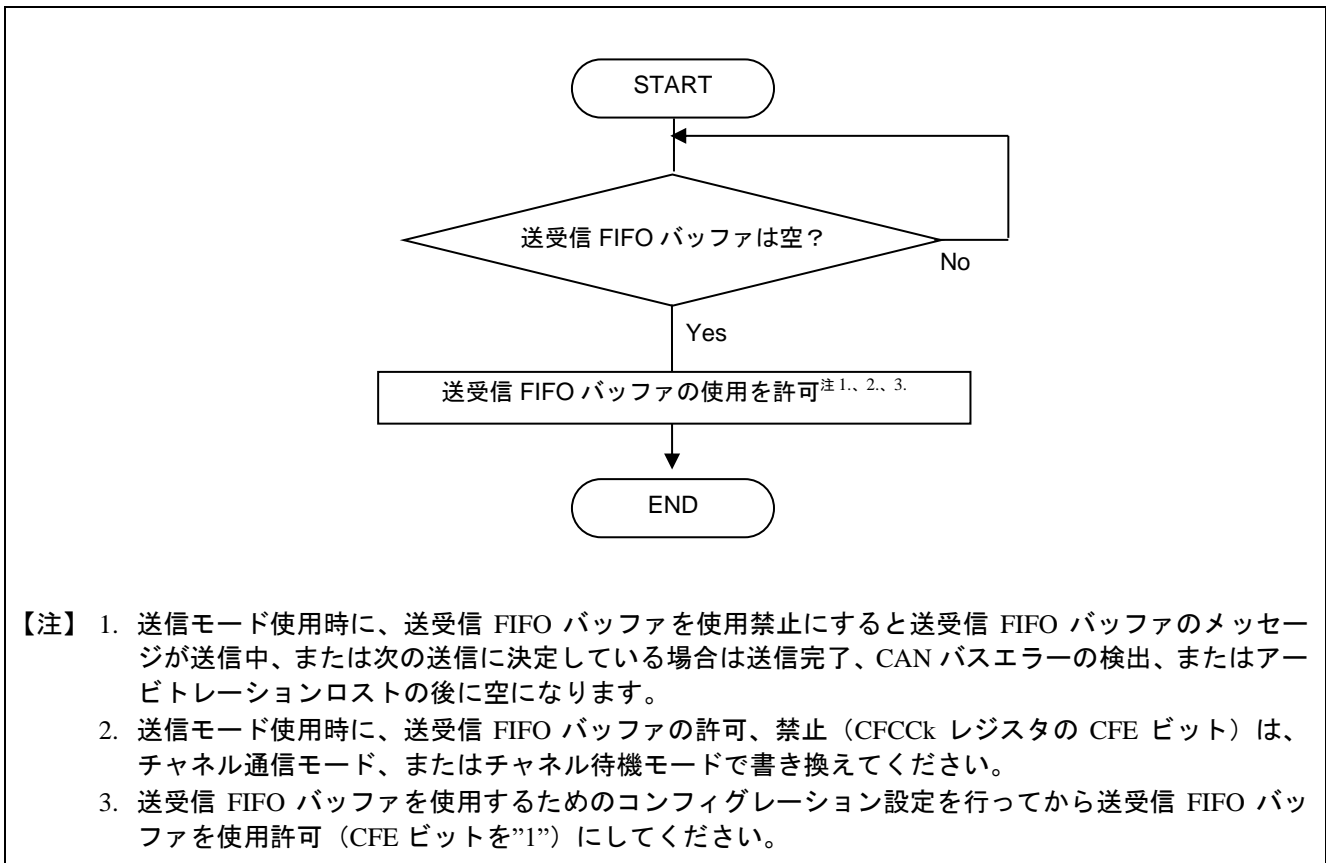 START
送受信 FIFO バッファは空？
No
Yes
送受信 FIFO バッファの使用を許可注 1.、2.、3.
END
【注】 1. 送信モード使用時に、送受信 FIFO バッファを使用禁止にすると送受信 FIFO バッファのメッセー
ジが送信中、または次の送信に決定している場合は送信完了、CAN バスエラーの検出、またはアー
ビトレーションロストの後に空になります。
2. 送信モード使用時に、送受信 FIFO バッファの許可、禁止（CFCCk レジスタの CFE ビット）は、
チャネル通信モード、またはチャネル待機モードで書き換えてください。
3. 送受信 FIFO バッファを使用するためのコンフィグレーション設定を行ってから送受信 FIFO バッ
ファを使用許可（CFE ビットを”1”）にしてください。